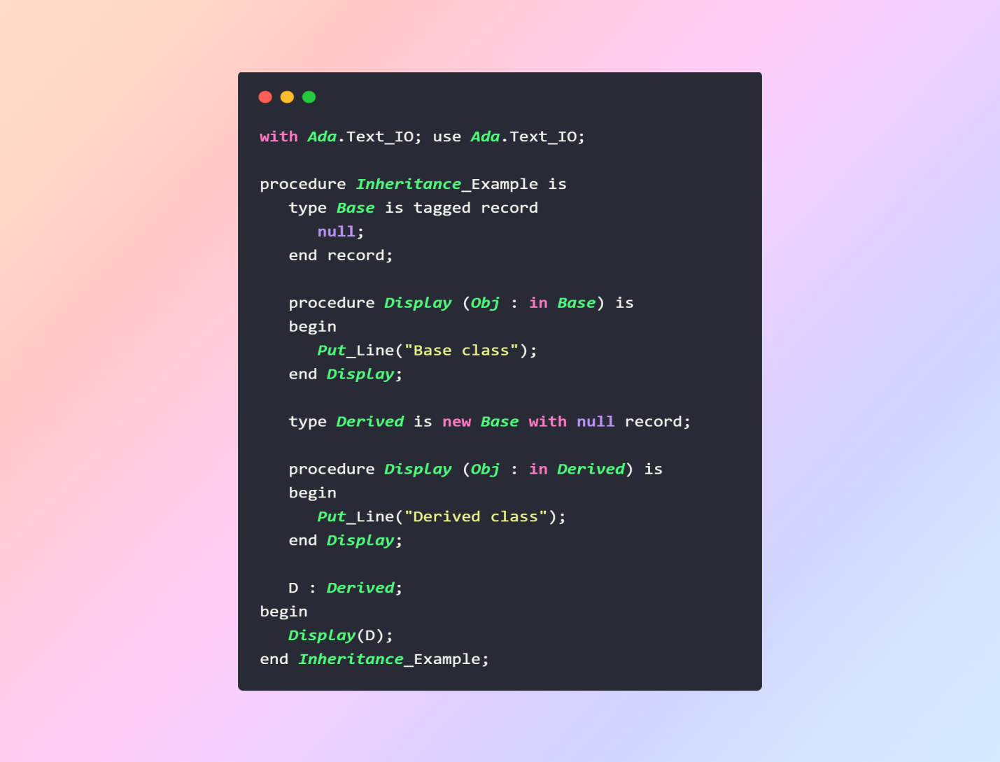 with Ada.Text_IO; use Ada.Text_IO;

procedure Inheritance_Example is
   type Base is tagged record
      null;
   end record;

   procedure Display (Obj : in Base) is
   begin
      Put_Line("Base class");
   end Display;

   type Derived is new Base with null record;

   procedure Display (Obj : in Derived) is
   begin
      Put_Line("Derived class");
   end Display;

   D : Derived;
begin
   Display(D);
end Inheritance_Example;